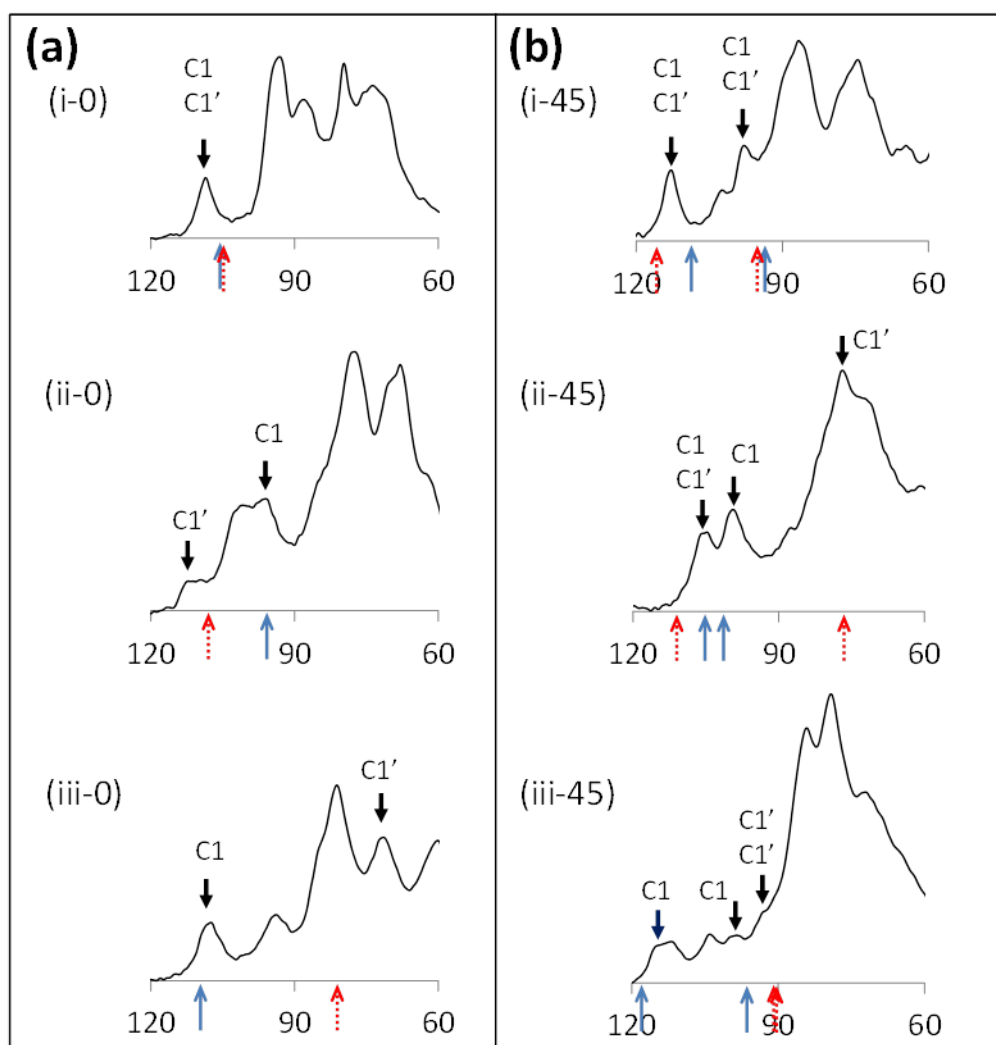 (a)
(i-0)
C1
C1’
120 90 60
(ii-0)
C1’
C1
120 90 60
(iii-0)
C1
C1’
120 90 60
(b)
(i-45)
C1
C1’
C1
C1’
120 90 60
(ii-45)
C1
C1’
C1
C1’
120 90 60
(iii-45)
C1
C1
C1’
C1’
120 90 60